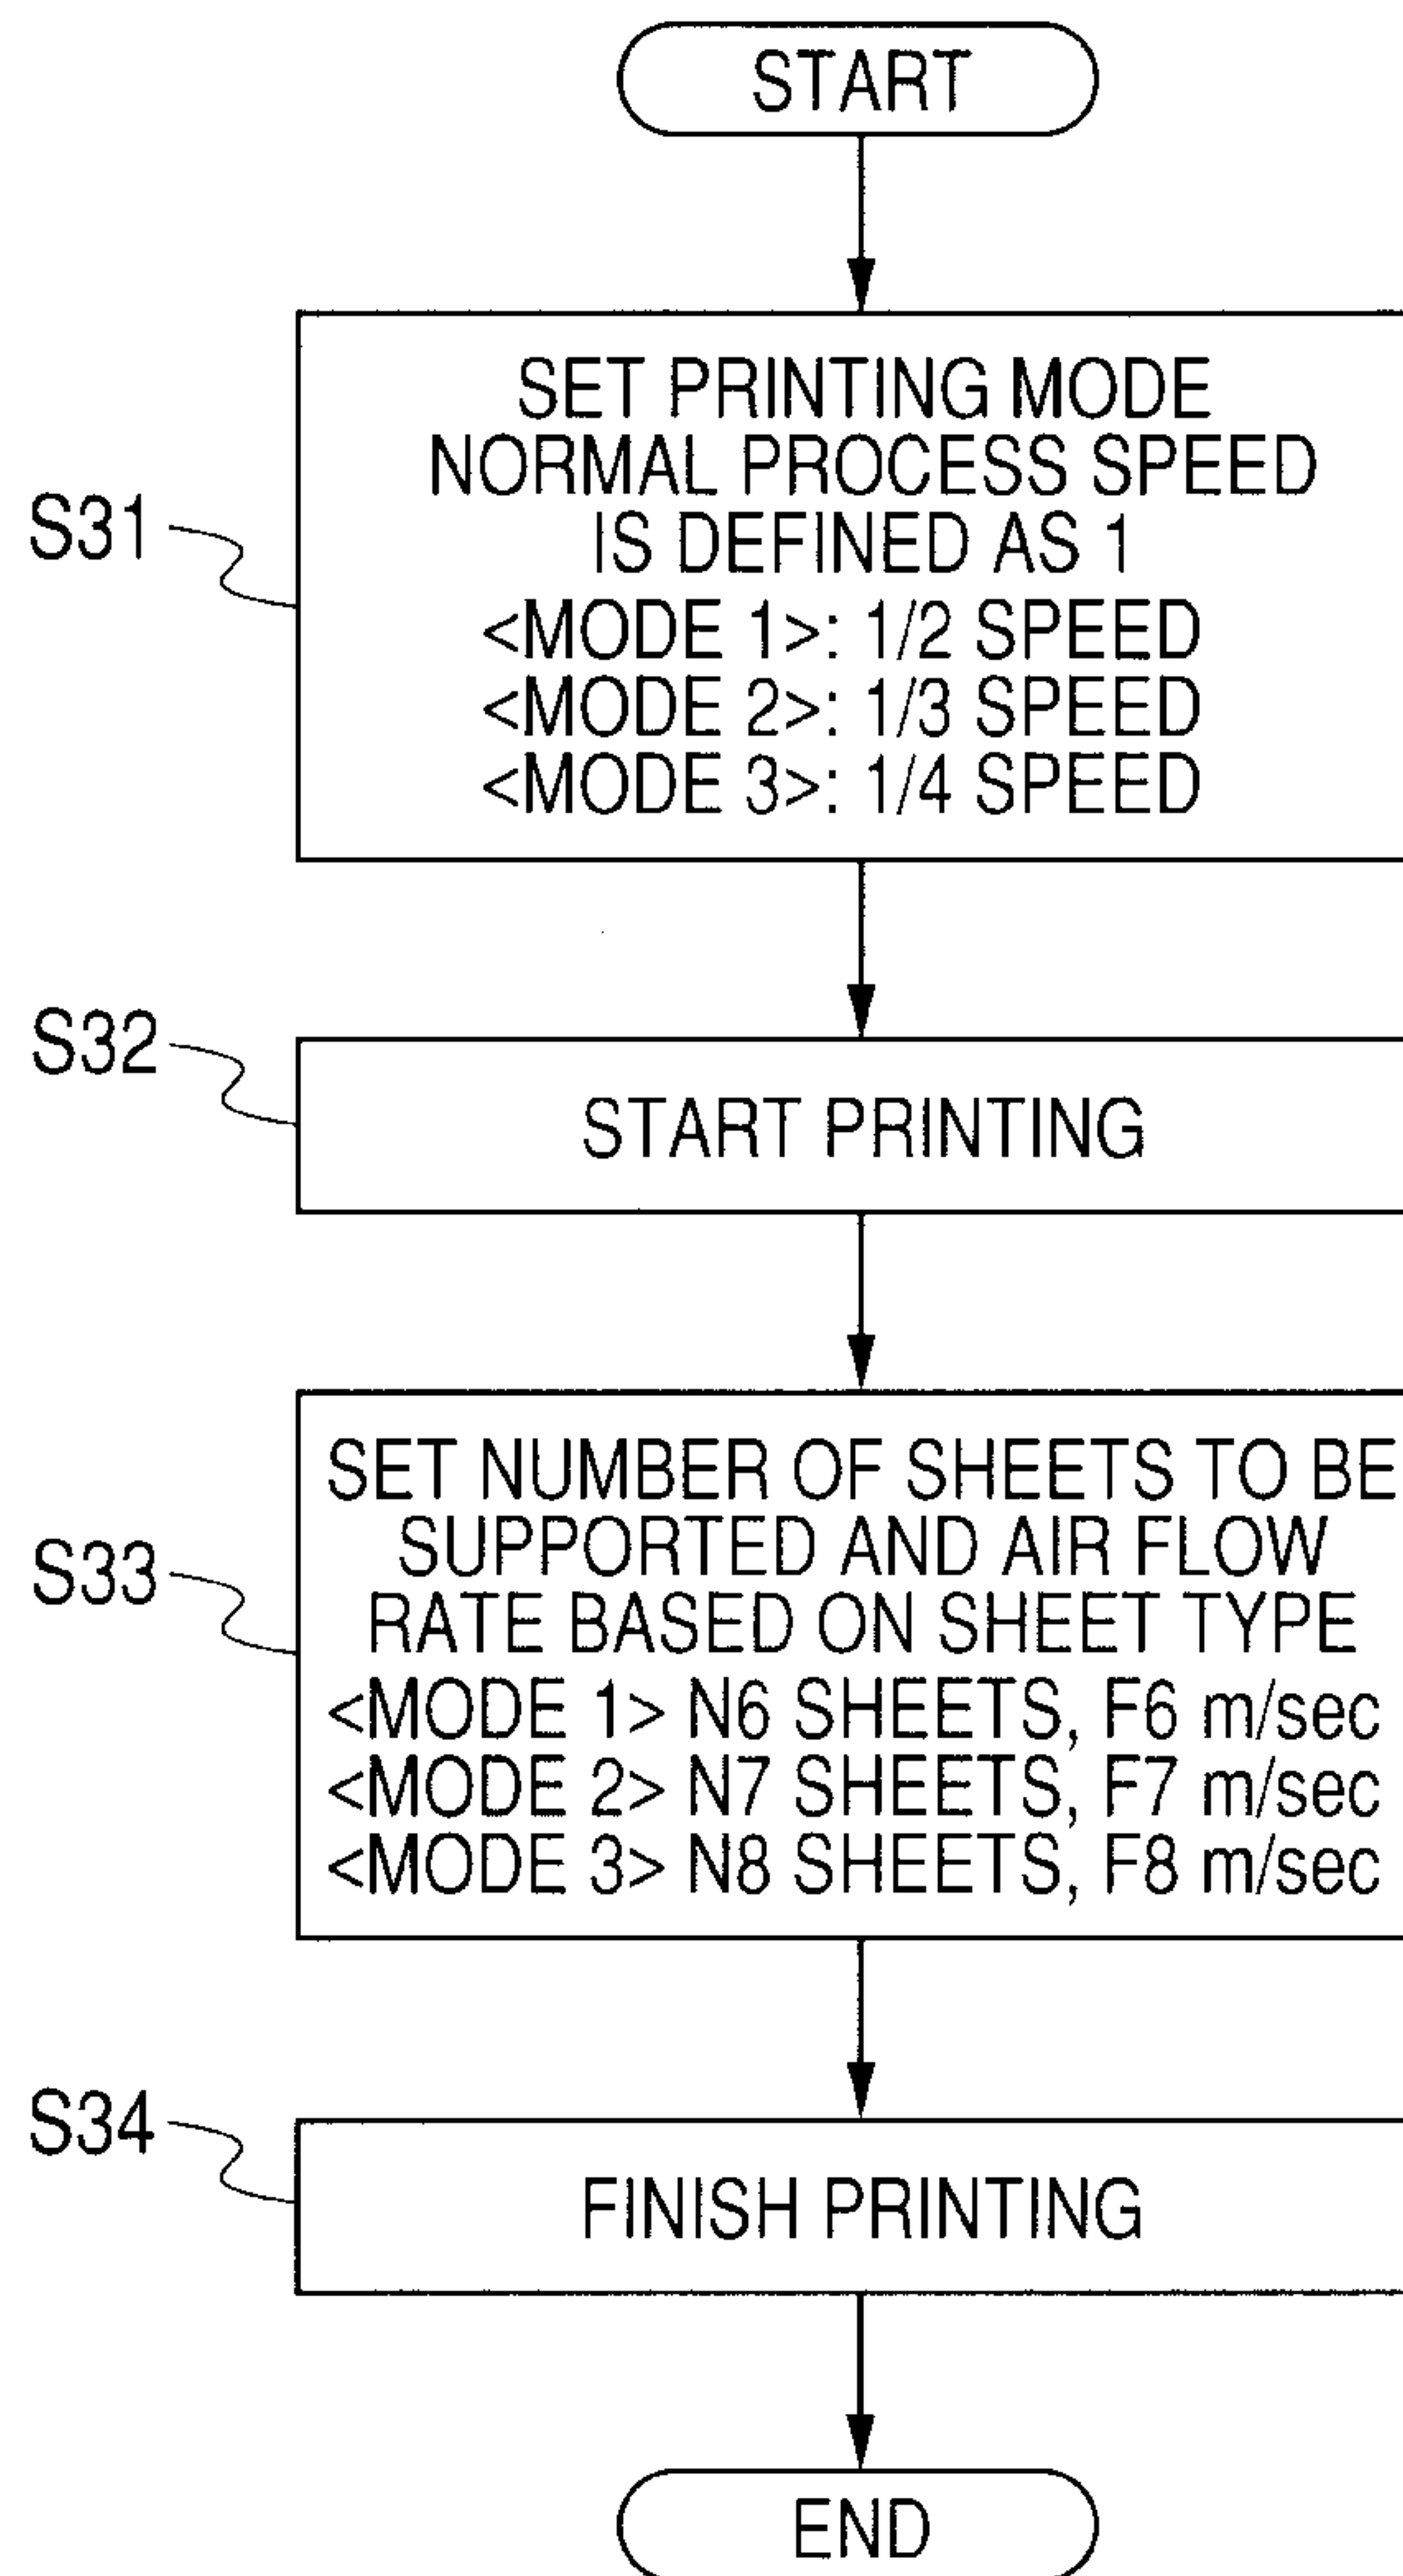 START
SET PRINTING MODE
NORMAL PROCESS SPEED
IS DEFINED AS 1
<MODE 1>: 1/2 SPEED
<MODE 2>: 1/3 SPEED
<MODE 3>: 1/4 SPEED
S31
S32
START PRINTING
SET NUMBER OF SHEETS TO BE
SUPPORTED AND AIR FLOW
RATE BASED ON SHEET TYPE
<MODE 1> N6 SHEETS, F6 m/sec
<MODE 2> N7 SHEETS, F7 m/sec
<MODE 3> N8 SHEETS, F8 m/sec
S33
S34
FINISH PRINTING
END